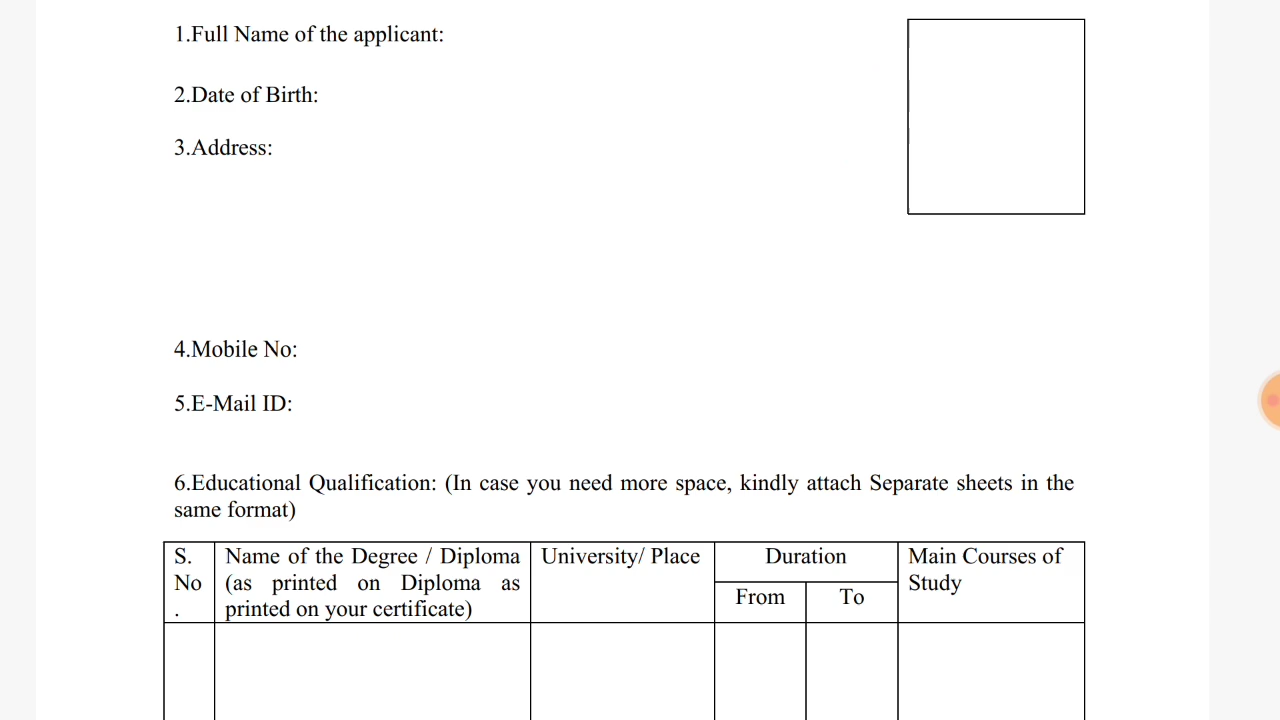 1.Full Name of the applicant:
2.Date of Birth:
3.Address:
4.Mobile No:
5.E-Mail ID:
6.Educational Qualification: (In case you need more space, kindly attach Separate sheets in the
same format)
S. No .
Name of the Degree / Diploma
(as printed on Diploma as
printed on your certificate)
University/ Place
Duration
From To
Main Courses of
Study